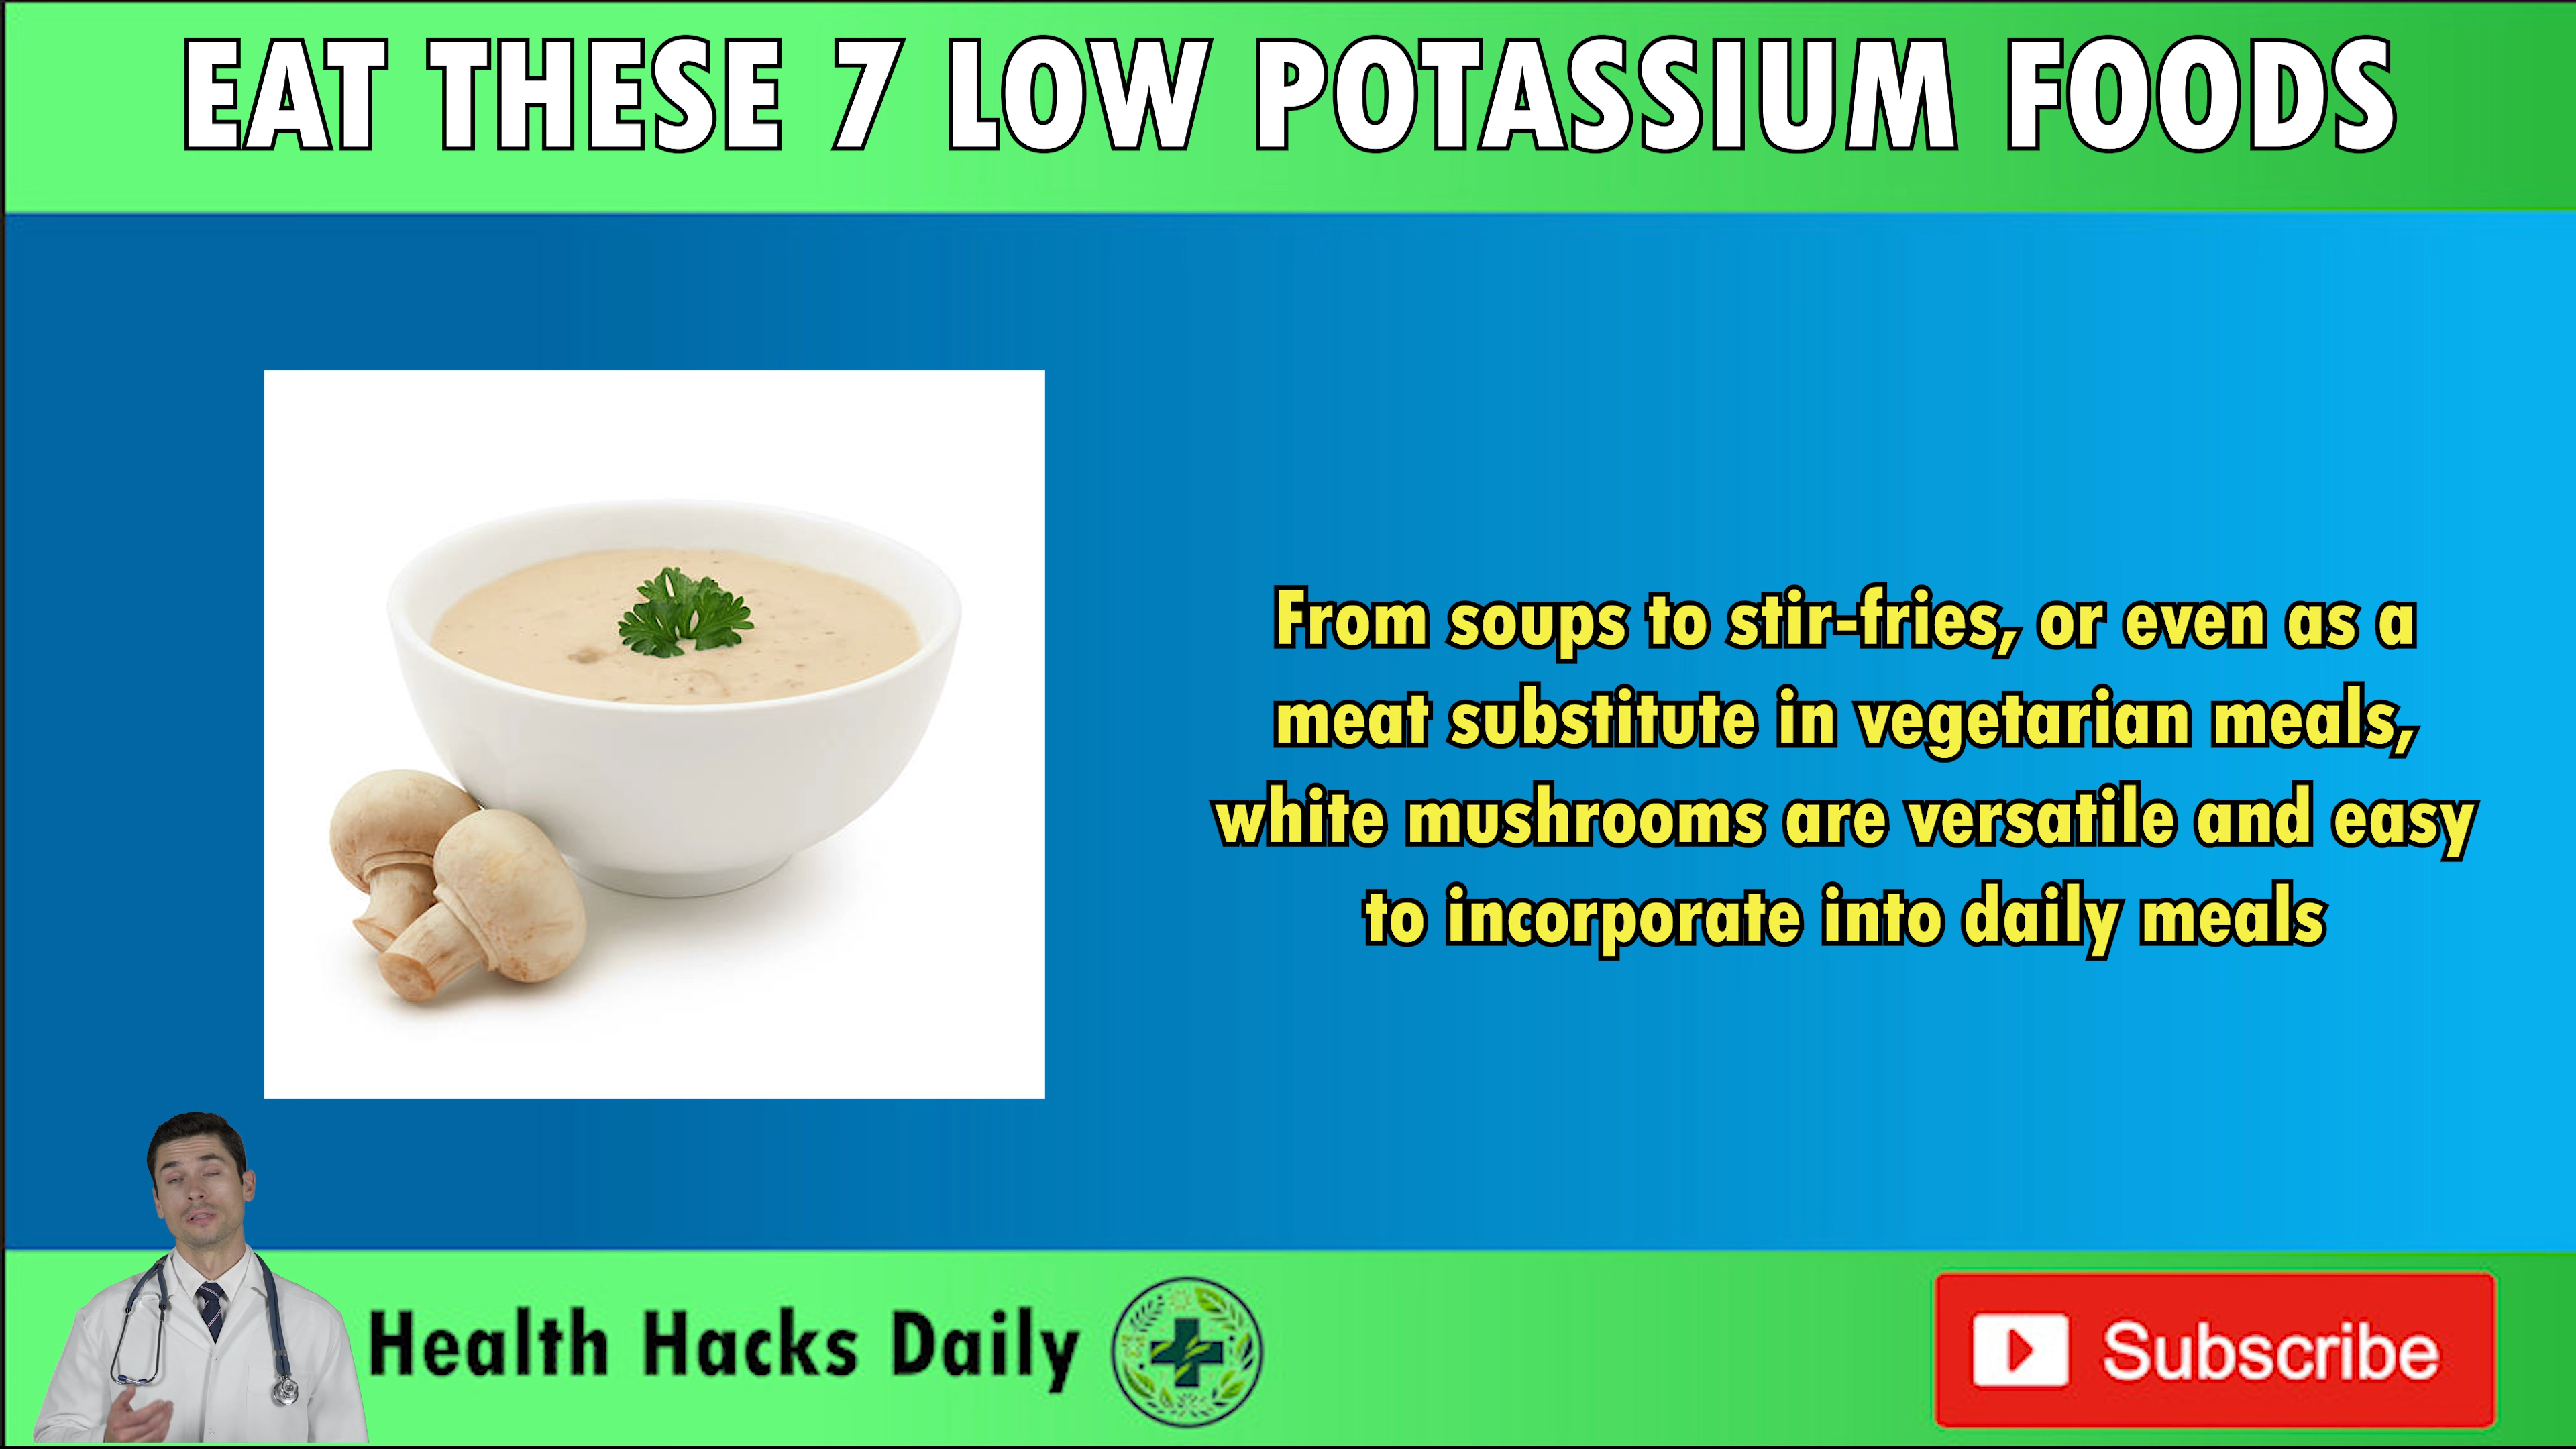 EAT THESE 7 LOW POTASSIUM FOODS
From soups to stir-fries, or even as a
meat substitute in vegetarian meals,
white mushrooms are versatile and easy
to incorporate into daily meals
Health Hacks Daily
Subscribe